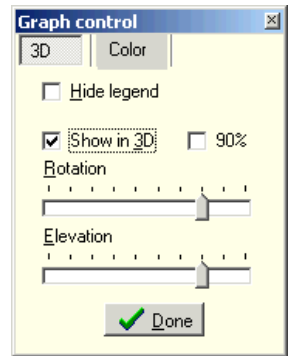 Graph control
3D Color
Hide legend
Show in 3D 90%
Rotation
Elevation
Done